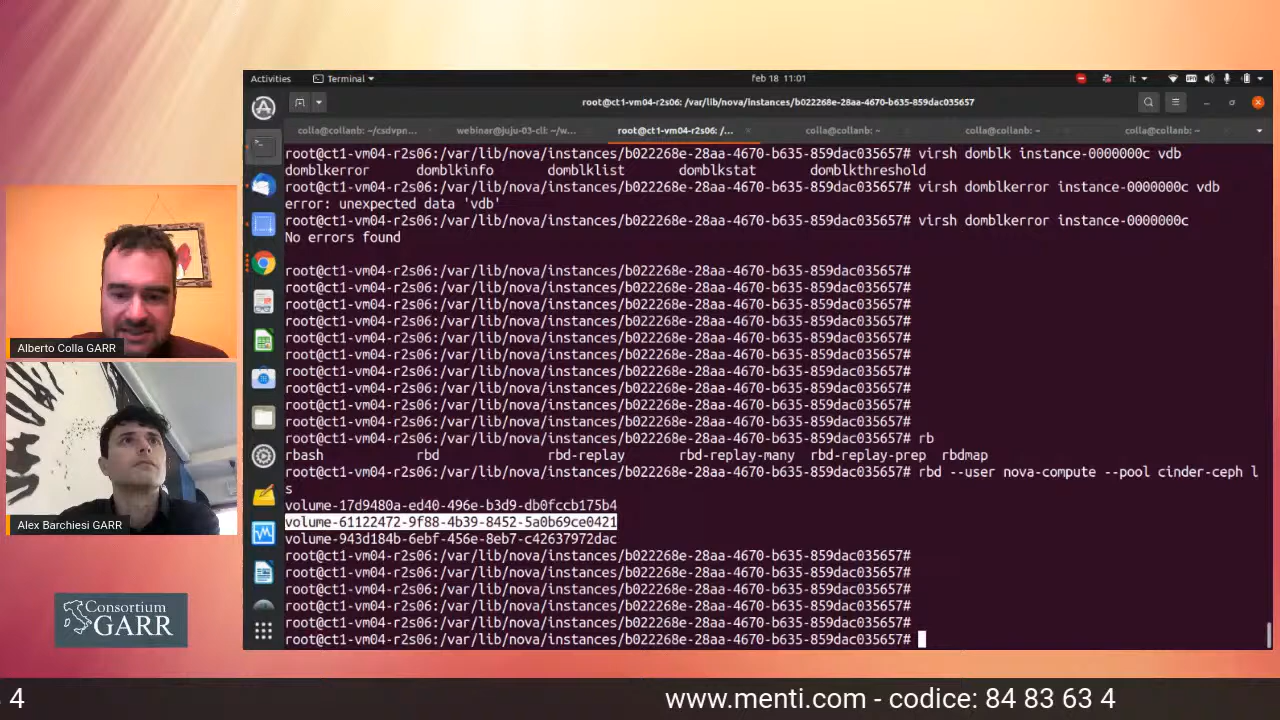 Activities
Terminal
feb 18 11:01
it
root@ct1-vm04-r2s06: /var/lib/nova/instances/b022268e-28aa-4670-b635-859dac035657
colla@collanb: ~/csdvpn...
webinar@juju-03-cli: ~/w...
root@ct1-vm04-r2s06: /...
colla@collanb: ~
colla@collanb: ~
colla@collanb: ~
root@ct1-vm04-r2s06:/var/lib/nova/instances/b022268e-28aa-4670-b635-859dac035657# virsh domblk instance-0000000c vdb
domblkerror domblkinfo domblklist domblkstat domblkthreshold
root@ct1-vm04-r2s06:/var/lib/nova/instances/b022268e-28aa-4670-b635-859dac035657# virsh domblkerror instance-0000000c vdb
error: unexpected data 'vdb'
root@ct1-vm04-r2s06:/var/lib/nova/instances/b022268e-28aa-4670-b635-859dac035657# virsh domblkerror instance-0000000c
No errors found
root@ct1-vm04-r2s06:/var/lib/nova/instances/b022268e-28aa-4670-b635-859dac035657#
root@ct1-vm04-r2s06:/var/lib/nova/instances/b022268e-28aa-4670-b635-859dac035657#
root@ct1-vm04-r2s06:/var/lib/nova/instances/b022268e-28aa-4670-b635-859dac035657#
root@ct1-vm04-r2s06:/var/lib/nova/instances/b022268e-28aa-4670-b635-859dac035657#
root@ct1-vm04-r2s06:/var/lib/nova/instances/b022268e-28aa-4670-b635-859dac035657#
root@ct1-vm04-r2s06:/var/lib/nova/instances/b022268e-28aa-4670-b635-859dac035657#
root@ct1-vm04-r2s06:/var/lib/nova/instances/b022268e-28aa-4670-b635-859dac035657#
root@ct1-vm04-r2s06:/var/lib/nova/instances/b022268e-28aa-4670-b635-859dac035657#
root@ct1-vm04-r2s06:/var/lib/nova/instances/b022268e-28aa-4670-b635-859dac035657#
root@ct1-vm04-r2s06:/var/lib/nova/instances/b022268e-28aa-4670-b635-859dac035657#
root@ct1-vm04-r2s06:/var/lib/nova/instances/b022268e-28aa-4670-b635-859dac035657# rb
rbash rbd rbd-replay rbd-replay-many rbd-replay-prep rbdmap
root@ct1-vm04-r2s06:/var/lib/nova/instances/b022268e-28aa-4670-b635-859dac035657# rbd --user nova-compute --pool cinder-ceph l
s
volume-17d9480a-ed40-496e-b3d9-db0fccb175b4
volume-61122472-9f88-4b39-8452-5a0b69ce0421
volume-943d184b-6ebf-456e-8eb7-c42637972dac
root@ct1-vm04-r2s06:/var/lib/nova/instances/b022268e-28aa-4670-b635-859dac035657#
root@ct1-vm04-r2s06:/var/lib/nova/instances/b022268e-28aa-4670-b635-859dac035657#
root@ct1-vm04-r2s06:/var/lib/nova/instances/b022268e-28aa-4670-b635-859dac035657#
root@ct1-vm04-r2s06:/var/lib/nova/instances/b022268e-28aa-4670-b635-859dac035657#
root@ct1-vm04-r2s06:/var/lib/nova/instances/b022268e-28aa-4670-b635-859dac035657#
root@ct1-vm04-r2s06:/var/lib/nova/instances/b022268e-28aa-4670-b635-859dac035657#
Alberto Colla GARR
Alex Barchiesi GARR
Consortium
GARR
4
www.menti.com - codice: 84 83 63 4